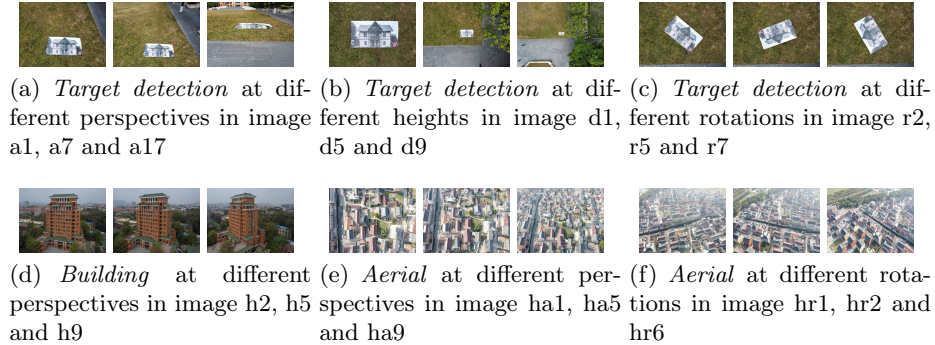 (a) Target detection at dif-
ferent perspectives in image
a1, a7 and a17
(b) Target detection at dif-
ferent heights in image d1,
d5 and d9
(c) Target detection at dif-
ferent rotations in image r2,
r5 and r7
(d) Building at different
perspectives in image h2, h5
and h9
(e) Aerial at different per-
spectives in image ha1, ha5
and ha9
(f) Aerial at different rota-
tions in image hr1, hr2 and
hr6